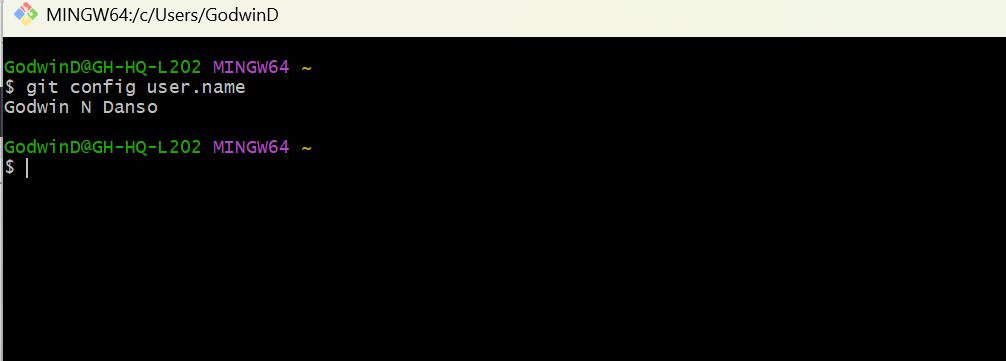 MINGW64:/c/Users/GodwinD
GodwinD@GH-HQ-L202 MINGW64 ~
$ git config user.name
Godwin N Danso
GodwinD@GH-HQ-L202 MINGW64 ~
$